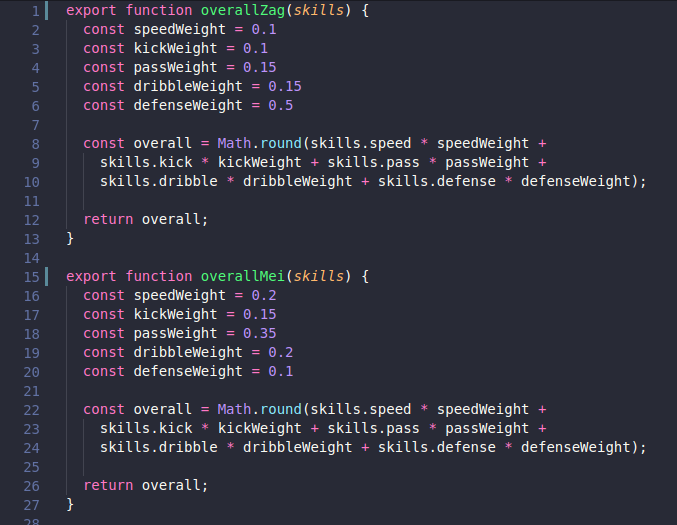 1 export function overallZag(skills) {
2 const speedWeight = 0.1
3 const kickWeight = 0.1
4 const passWeight = 0.15
5 const dribbleWeight = 0.15
6 const defenseWeight = 0.5
7
8 const overall = Math.round(skills.speed * speedWeight +
9 skills.kick * kickWeight + skills.pass * passWeight +
10 skills.dribble * dribbleWeight + skills.defense * defenseWeight);
11
12 return overall;
13 }
14
15 export function overallMei(skills) {
16 const speedWeight = 0.2
17 const kickWeight = 0.15
18 const passWeight = 0.35
19 const dribbleWeight = 0.2
20 const defenseWeight = 0.1
21
22 const overall = Math.round(skills.speed * speedWeight +
23 skills.kick * kickWeight + skills.pass * passWeight +
24 skills.dribble * dribbleWeight + skills.defense * defenseWeight);
25
26 return overall;
27 }
28